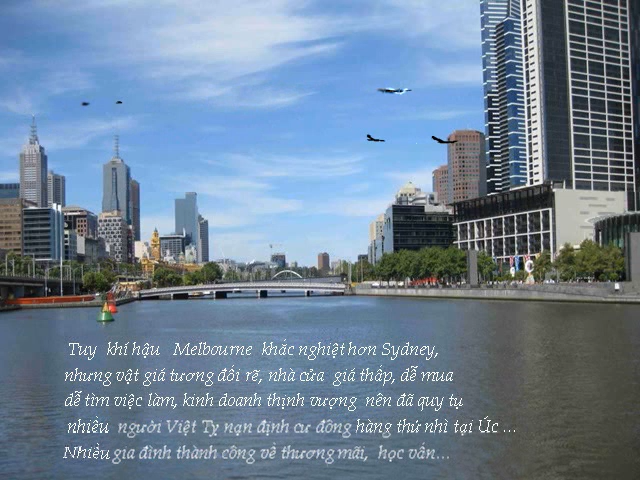 Tuy khí hậu Melbourne khắc nghiệt hơn Sydney,
nhưng vật giá tương đối rẽ, nhà cửa giá thấp, dễ mua
dễ tìm việc làm, kinh doanh thịnh vượng nên đã quy tụ
nhiều người Việt Tỵ nạn định cư đông hàng thứ nhì tại Úc ...
Nhiều gia đình thành công về thương mãi, học vấn...